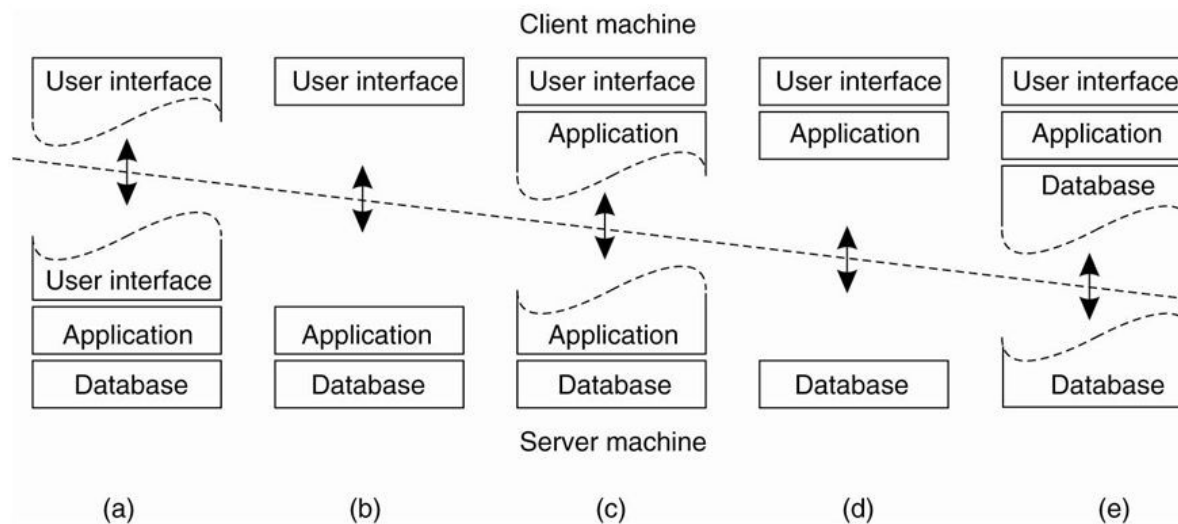 Client machine
User interface
User interface
User interface
User interface
User interface
Application
Application
Application
Database
User interface
Application
Application
Application
Database
Database
Database
Database
Database
Server machine
(a)
(b)
(c)
(d)
(e)